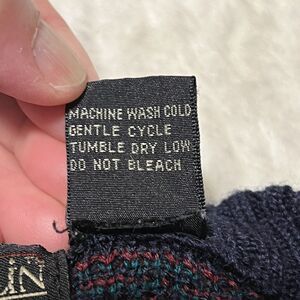 MACHINE WASH COLD
GENTLE CYCLE
TUMBLE DRY LOW
DO NOT BLEACH